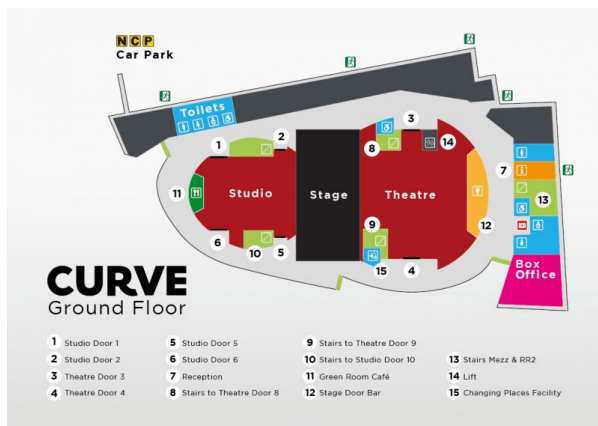 NCP
Car Park
Toilets
1
2
3
8
14
7
13
11
Studio
Stage
Theatre
9
12
6
10
5
15
4
Box
Office
CURVE
Ground Floor
1 Studio Door 1
2 Studio Door 2
3 Theatre Door 3
4 Theatre Door 4
5 Studio Door 5
6 Studio Door 6
7 Reception
8 Stairs to Theatre Door 8
9 Stairs to Theatre Door 9
10 Stairs to Studio Door 10
11 Green Room Café
12 Stage Door Bar
13 Stairs Mezz & RR2
14 Lift
15 Changing Places Facility